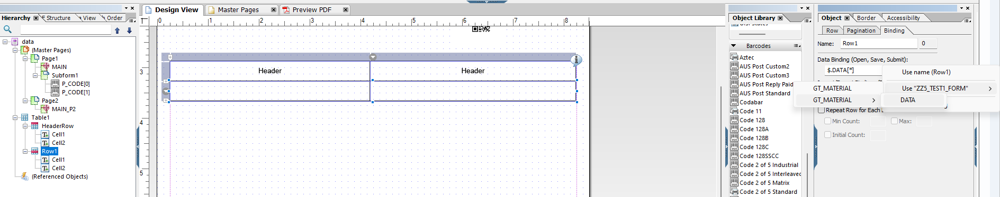 Hierarchy
Structure
View
Order
data
(Master Pages)
Page1
MAIN
Subform1
P_CODE[0]
P_CODE[1]
Page2
MAIN_P2
Table1
HeaderRow
Cell1
Cell2
Row1
Cell1
Cell2
(Referenced Objects)
Design View
Master Pages
Preview PDF
0 1 2 3 4 5 6 7 8
3
4
5
Header Header
Object Library
Barcodes
Aztec
AUS Post Custom2
AUS Post Custom3
AUS Post Reply Paid
AUS Post Standard
Codabar
Code 11
Code 128
Code 128A
Code 128B
Code 128C
Code 128SSCC
Code 2 of 5 Industrial
Code 2 of 5 Interleaved
Code 2 of 5 Matrix
Code 2 of 5 Standard
Object Border Accessibility
Row Pagination Binding
Name: Row1 0
Data Binding (Open, Save, Submit):
$.DATA[*]
Use name (Row1)
Use "ZZ5_TEST1_FORM"
GT_MATERIAL
GT_MATERIAL
DATA
Repeat Row for Each
Min Count: Max:
Initial Count: